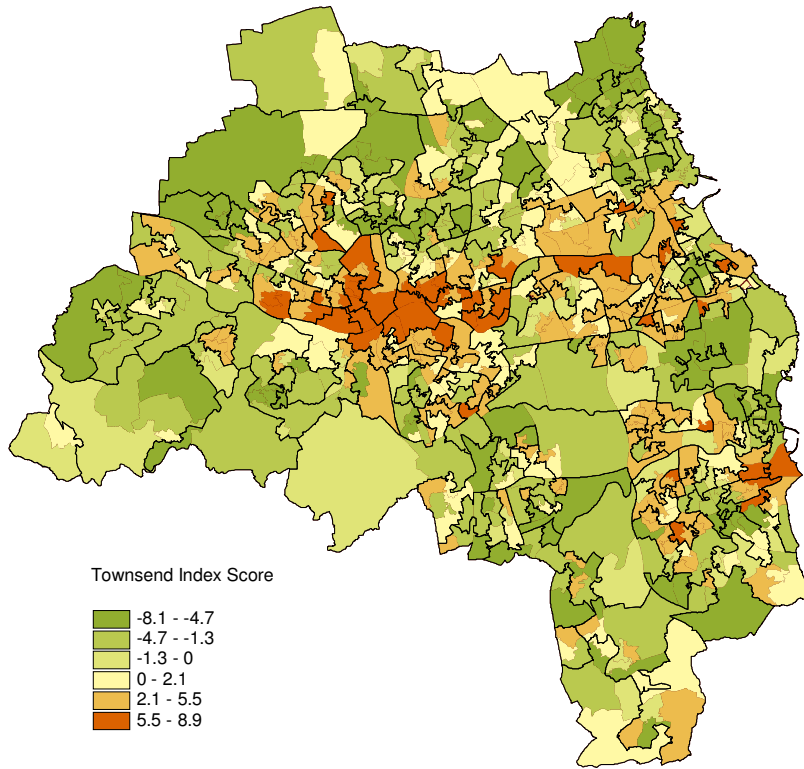 Townsend Index Score
-8.1 - -4.7
-4.7 - -1.3
-1.3 - 0
0 - 2.1
2.1 - 5.5
5.5 - 8.9